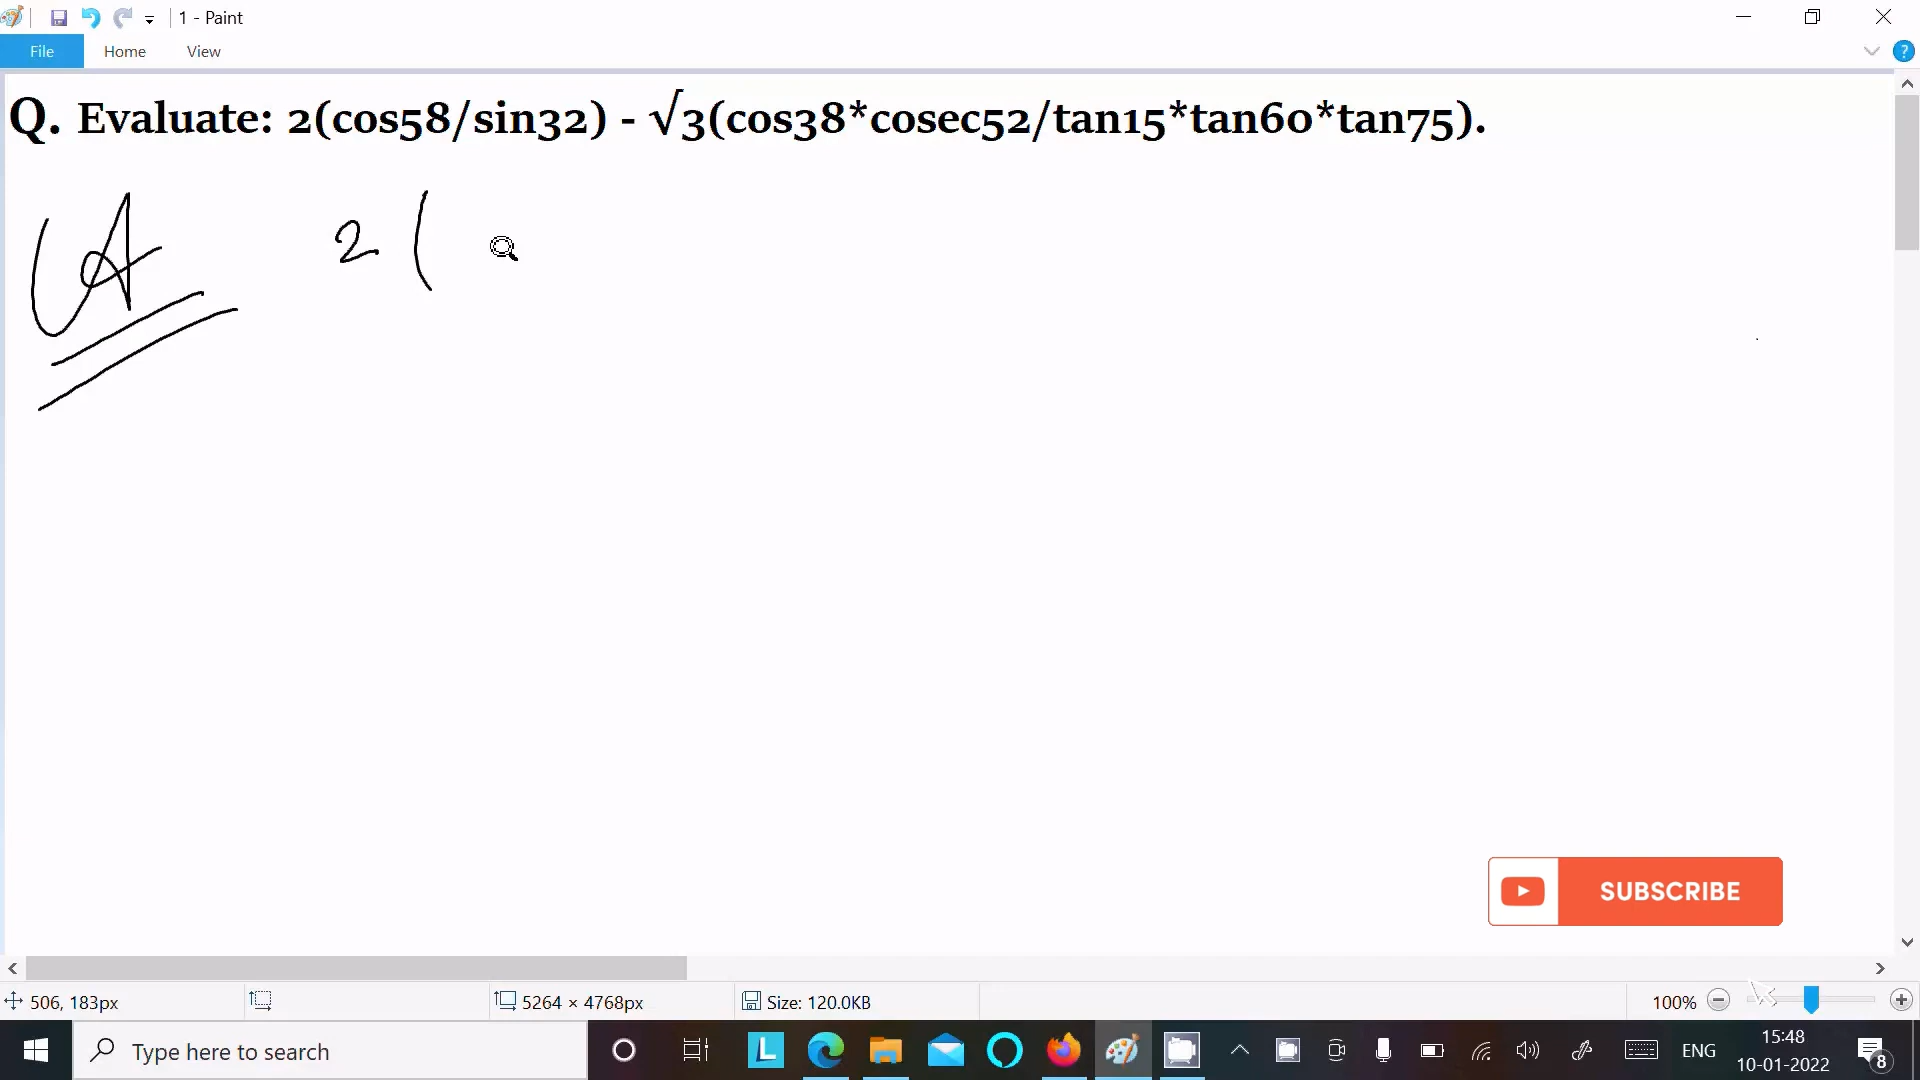 1 - Paint
File Home View
Q. Evaluate: 2(cos58/sin32) - √3(cos38*cosec52/tan15*tan60*tan75).
A 2 (
SUBSCRIBE
506, 183px 5264 × 4768px Size: 120.0KB 100%
Type here to search
L
ENG
15:48
10-01-2022
8